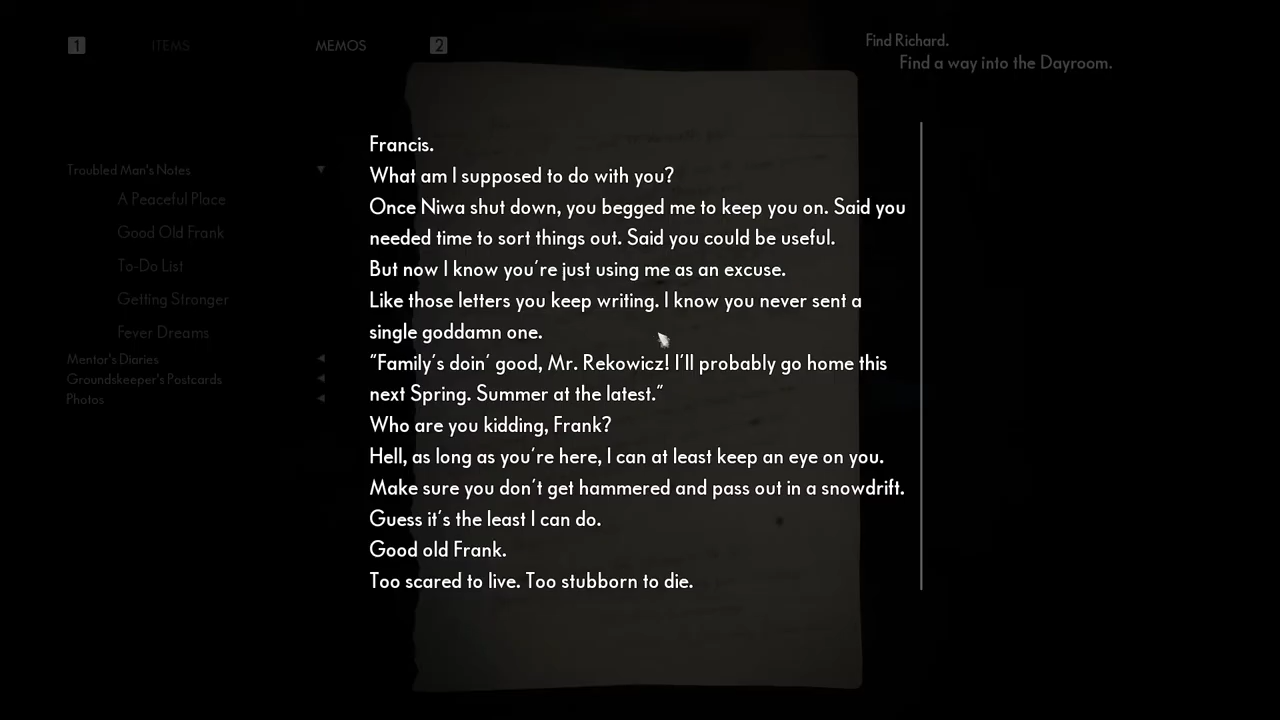 1 ITEMS MEMOS 2
Find Richard.
Find a way into the Dayroom.
Troubled Man's Notes
A Peaceful Place
Good Old Frank
To-Do List
Getting Stronger
Fever Dreams
Mentor's Diaries
Groundskeeper's Postcards
Photos
Francis.
What am I supposed to do with you?
Once Niwa shut down, you begged me to keep you on. Said you
needed time to sort things out. Said you could be useful.
But now I know you're just using me as an excuse.
Like those letters you keep writing. I know you never sent a
single goddamn one.
"Family's doin' good, Mr. Rekowicz! I'll probably go home this
next Spring. Summer at the latest."
Who are you kidding, Frank?
Hell, as long as you're here, I can at least keep an eye on you.
Make sure you don't get hammered and pass out in a snowdrift.
Guess it's the least I can do.
Good old Frank.
Too scared to live. Too stubborn to die.